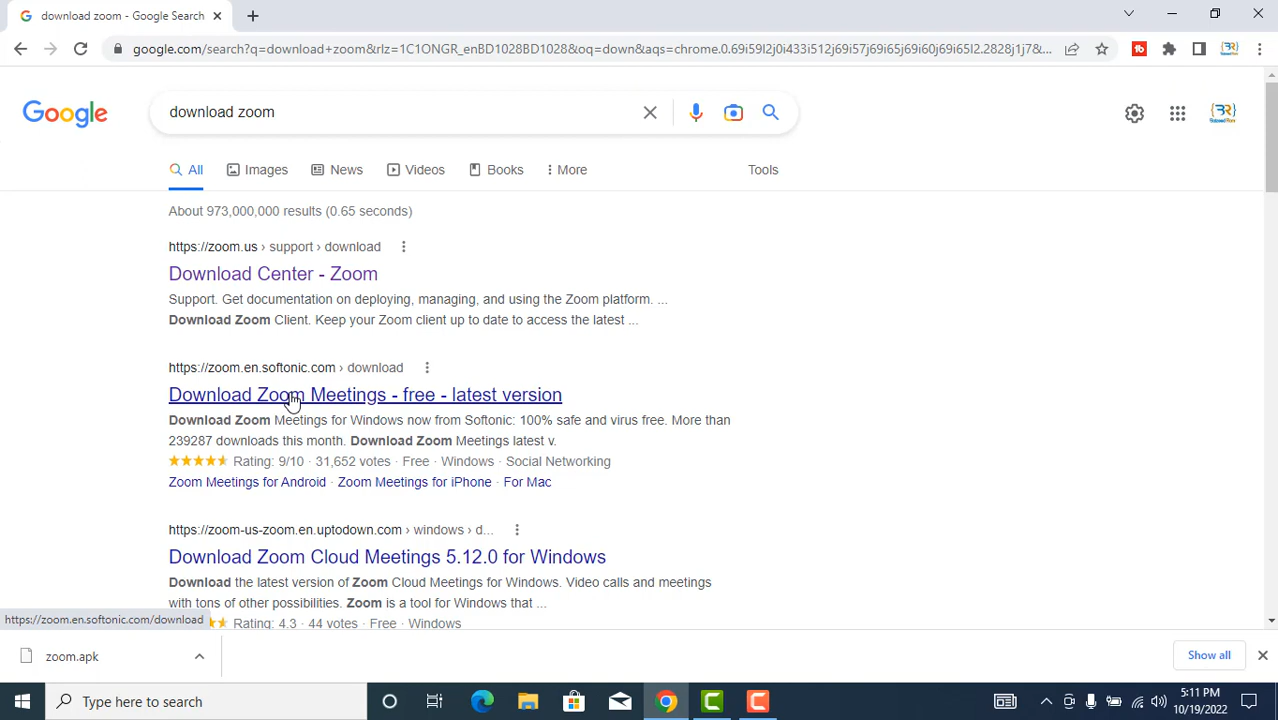 download zoom - Google Search
google.com/search?q=download+zoom&rlz=1C1ONGR_enBD1028BD1028&oq=down&aqs=chrome.0.69i59l2j0i433i512j69i57j69i65j69i60j69i65l2.2828j1j7&...
Google
download zoom
All
Images
News
Videos
Books
More
Tools
About 973,000,000 results (0.65 seconds)
https://zoom.us › support › download
Download Center - Zoom
Support. Get documentation on deploying, managing, and using the Zoom platform. ...
Download Zoom Client. Keep your Zoom client up to date to access the latest ...
https://zoom.en.softonic.com › download
Download Zoom Meetings - free - latest version
Download Zoom Meetings for Windows now from Softonic: 100% safe and virus free. More than
239287 downloads this month. Download Zoom Meetings latest v.
Rating: 9/10 · 31,652 votes · Free · Windows · Social Networking
Zoom Meetings for Android · Zoom Meetings for iPhone · For Mac
https://zoom-us-zoom.en.uptodown.com › windows › d...
Download Zoom Cloud Meetings 5.12.0 for Windows
Download the latest version of Zoom Cloud Meetings for Windows. Video calls and meetings
with tons of other possibilities. Zoom is a tool for Windows that ...
https://zoom.en.softonic.com/download
Rating: 4.3 · 44 votes · Free · Windows
zoom.apk
Show all
Type here to search
5:11 PM
10/19/2022